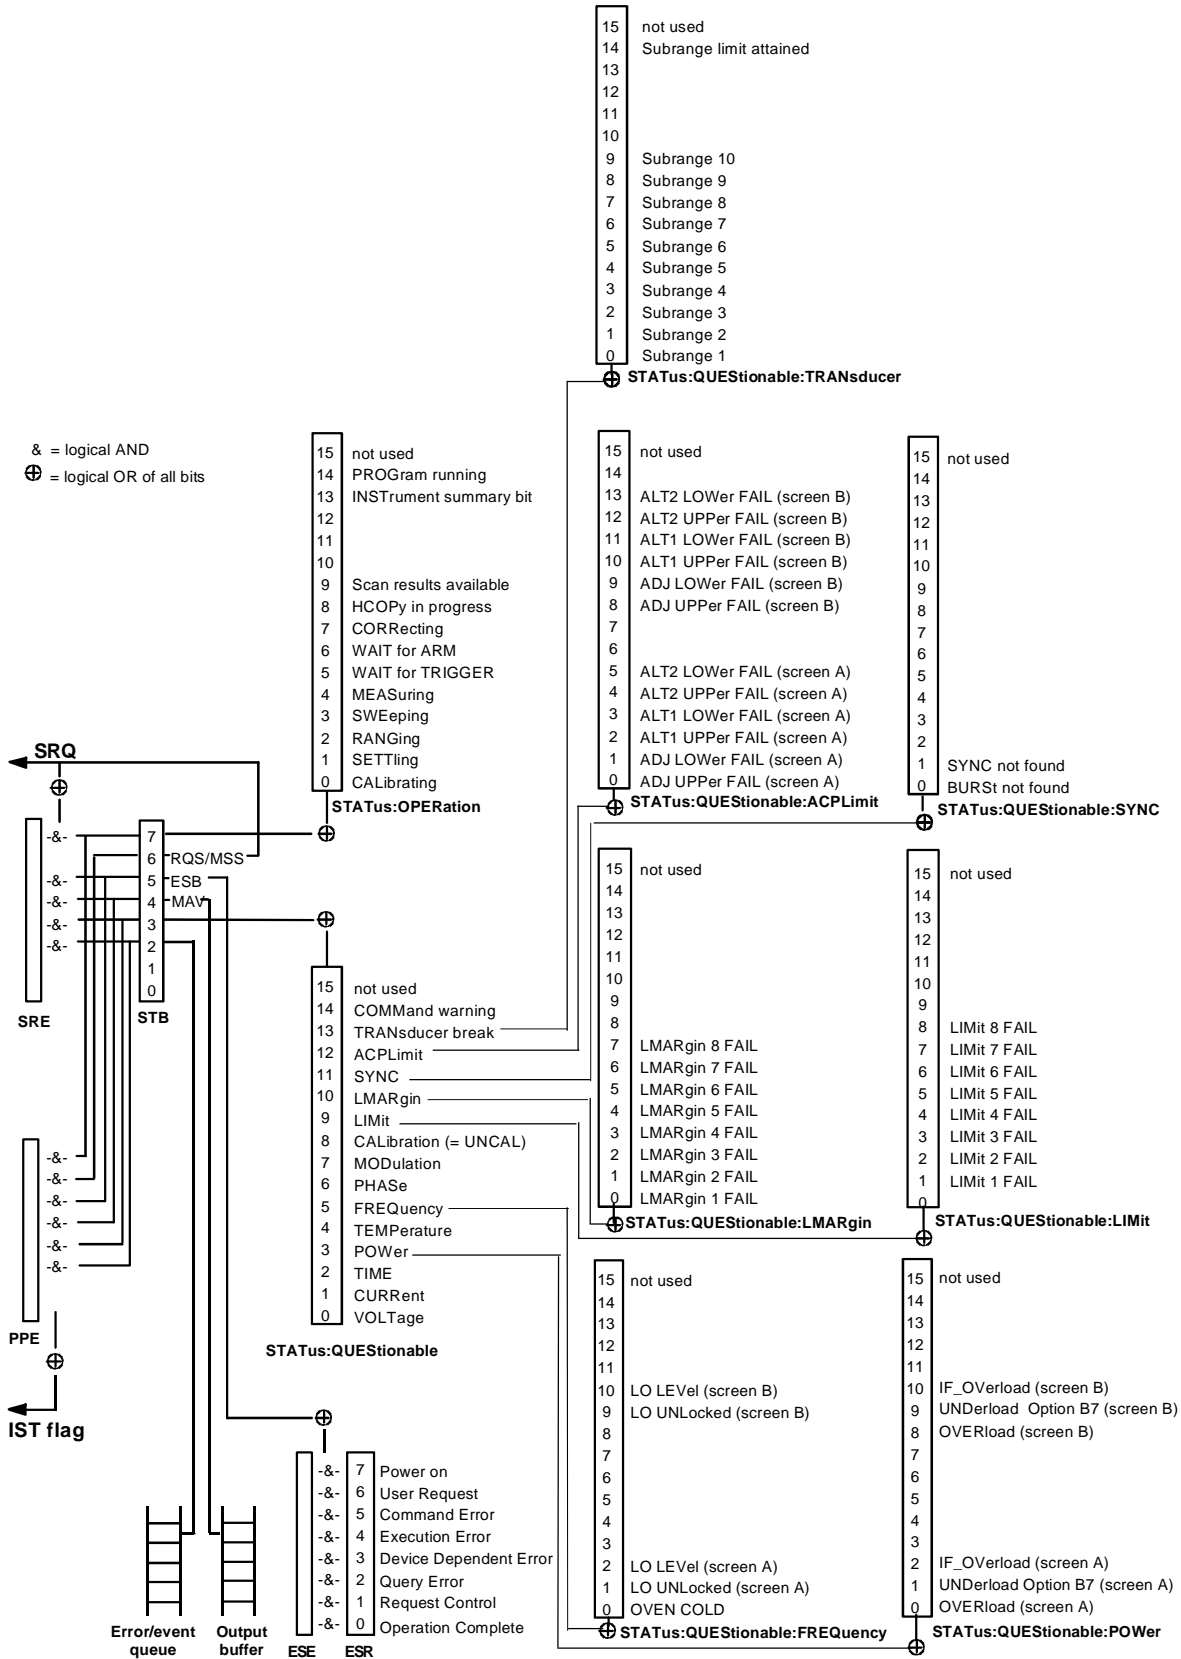 15 not used
14 Subrange limit attained
13
12
11
10
9 Subrange 10
8 Subrange 9
7 Subrange 8
6 Subrange 7
5 Subrange 6
4 Subrange 5
3 Subrange 4
2 Subrange 3
1 Subrange 2
0 Subrange 1
STATus:QUEStionable:TRANsducer
& = logical AND
= logical OR of all bits
15 not used
14 PROGram running
13 INSTrument summary bit
12
11
10
9 Scan results available
8 HCOPy in progress
7 CORRecting
6 WAIT for ARM
5 WAIT for TRIGGER
4 MEASuring
3 SWEeping
2 RANGing
1 SETTling
0 CALibrating
STATus:OPERation
15 not used
14
13 ALT2 LOWer FAIL (screen B)
12 ALT2 UPPer FAIL (screen B)
11 ALT1 LOWer FAIL (screen B)
10 ALT1 UPPer FAIL (screen B)
9 ADJ LOWer FAIL (screen B)
8 ADJ UPPer FAIL (screen B)
7
6
5 ALT2 LOWer FAIL (screen A)
4 ALT2 UPPer FAIL (screen A)
3 ALT1 LOWer FAIL (screen A)
2 ALT1 UPPer FAIL (screen A)
1 ADJ LOWer FAIL (screen A)
0 ADJ UPPer FAIL (screen A)
STATus:QUEStionable:ACPLimit
15 not used
14
13
12
11
10
9
8
7
6
5
4
3
2
1 SYNC not found
0 BURSt not found
STATus:QUEStionable:SYNC
SRQ
-&-
-&-
-&-
-&-
-&-
SRE
7
6 RQS/MSS
5 ESB
4 MAV
3
2
1
0
STB
15 not used
14 COMMand warning
13 TRANsducer break
12 ACPLimit
11 SYNC
10 LMARgin
9 LIMit
8 CALibration (= UNCAL)
7 MODulation
6 PHASe
5 FREQuency
4 TEMPerature
3 POWer
2 TIME
1 CURRent
0 VOLTage
STATus:QUEStionable
15 not used
14
13
12
11
10
9
8
7 LMARgin 8 FAIL
6 LMARgin 7 FAIL
5 LMARgin 6 FAIL
4 LMARgin 5 FAIL
3 LMARgin 4 FAIL
2 LMARgin 3 FAIL
1 LMARgin 2 FAIL
0 LMARgin 1 FAIL
STATus:QUEStionable:LMARgin
15 not used
14
13
12
11
10
9
8 LIMit 8 FAIL
7 LIMit 7 FAIL
6 LIMit 6 FAIL
5 LIMit 5 FAIL
4 LIMit 4 FAIL
3 LIMit 3 FAIL
2 LIMit 2 FAIL
1 LIMit 1 FAIL
0
STATus:QUEStionable:LIMit
-&-
-&-
-&-
-&-
-&-
-&-
PPE
IST flag
15 not used
14
13
12
11
10 LO LEVel (screen B)
9 LO UNLocked (screen B)
8
7
6
5
4
3
2 LO LEVel (screen A)
1 LO UNLocked (screen A)
0 OVEN COLD
STATus:QUEStionable:FREQuency
15 not used
14
13
12
11
10 IF_OVerload (screen B)
9 UNDerload Option B7 (screen B)
8 OVERload (screen B)
7
6
5
4
3
2 IF_OVerload (screen A)
1 UNDerload Option B7 (screen A)
0 OVERload (screen A)
STATus:QUEStionable:POWer
-&- 7 Power on
-&- 6 User Request
-&- 5 Command Error
-&- 4 Execution Error
-&- 3 Device Dependent Error
-&- 2 Query Error
-&- 1 Request Control
-&- 0 Operation Complete
ESE ESR
Error/event
queue
Output
buffer